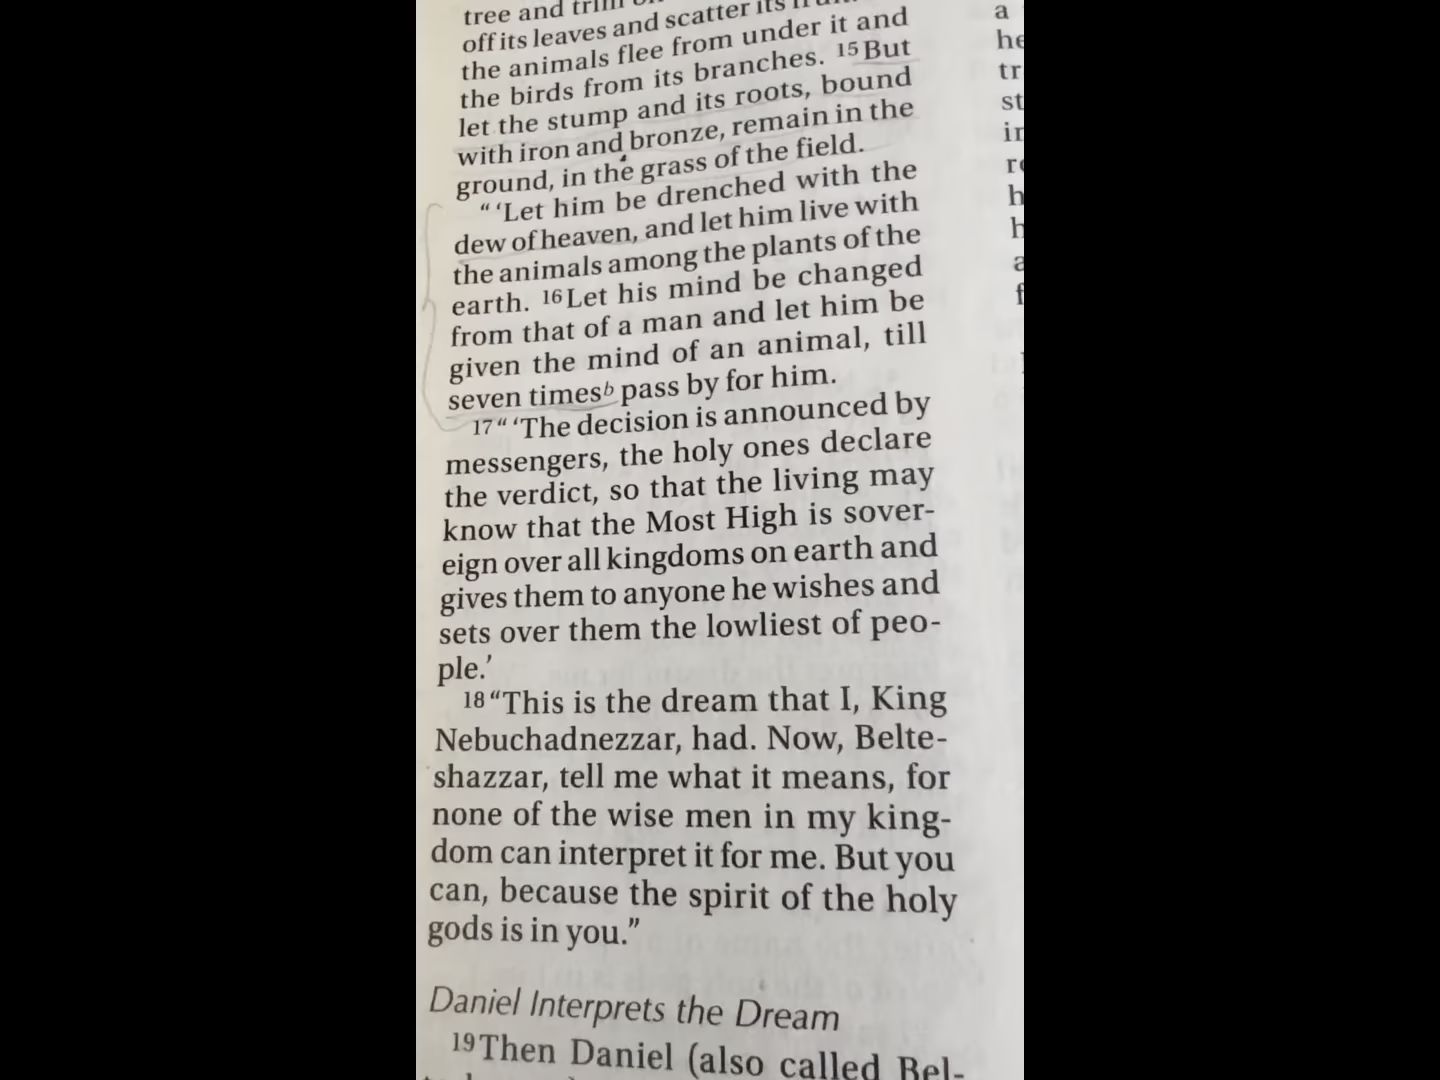 tree and trim
off its leaves and scatter its
the animals flee from under it and
the birds from its branches. 15 But
let the stump and its roots, bound
with iron and bronze, remain in the
ground, in the grass of the field.
“ ‘Let him be drenched with the
dew of heaven, and let him live with
the animals among the plants of the
earth. 16 Let his mind be changed
from that of a man and let him be
given the mind of an animal, till
seven times b pass by for him.
17 “ ‘The decision is announced by
messengers, the holy ones declare
the verdict, so that the living may
know that the Most High is sover-
eign over all kingdoms on earth and
gives them to anyone he wishes and
sets over them the lowliest of peo-
ple.’
18 “This is the dream that I, King
Nebuchadnezzar, had. Now, Belte-
shazzar, tell me what it means, for
none of the wise men in my king-
dom can interpret it for me. But you
can, because the spirit of the holy
gods is in you.”
Daniel Interprets the Dream
19 Then Daniel (also called Bel-